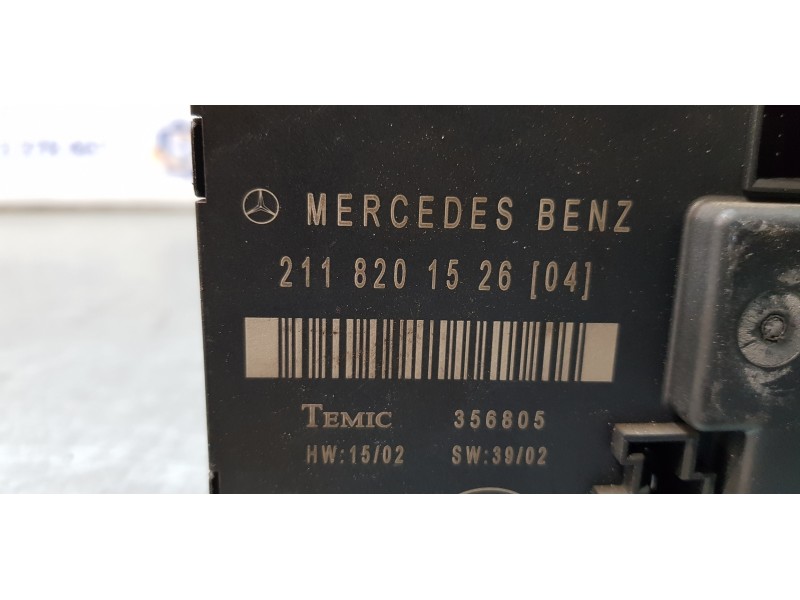 MERCEDES BENZ
211 820 15 26 [04]
TEMIC 356805
HW:15/02 SW:39/02